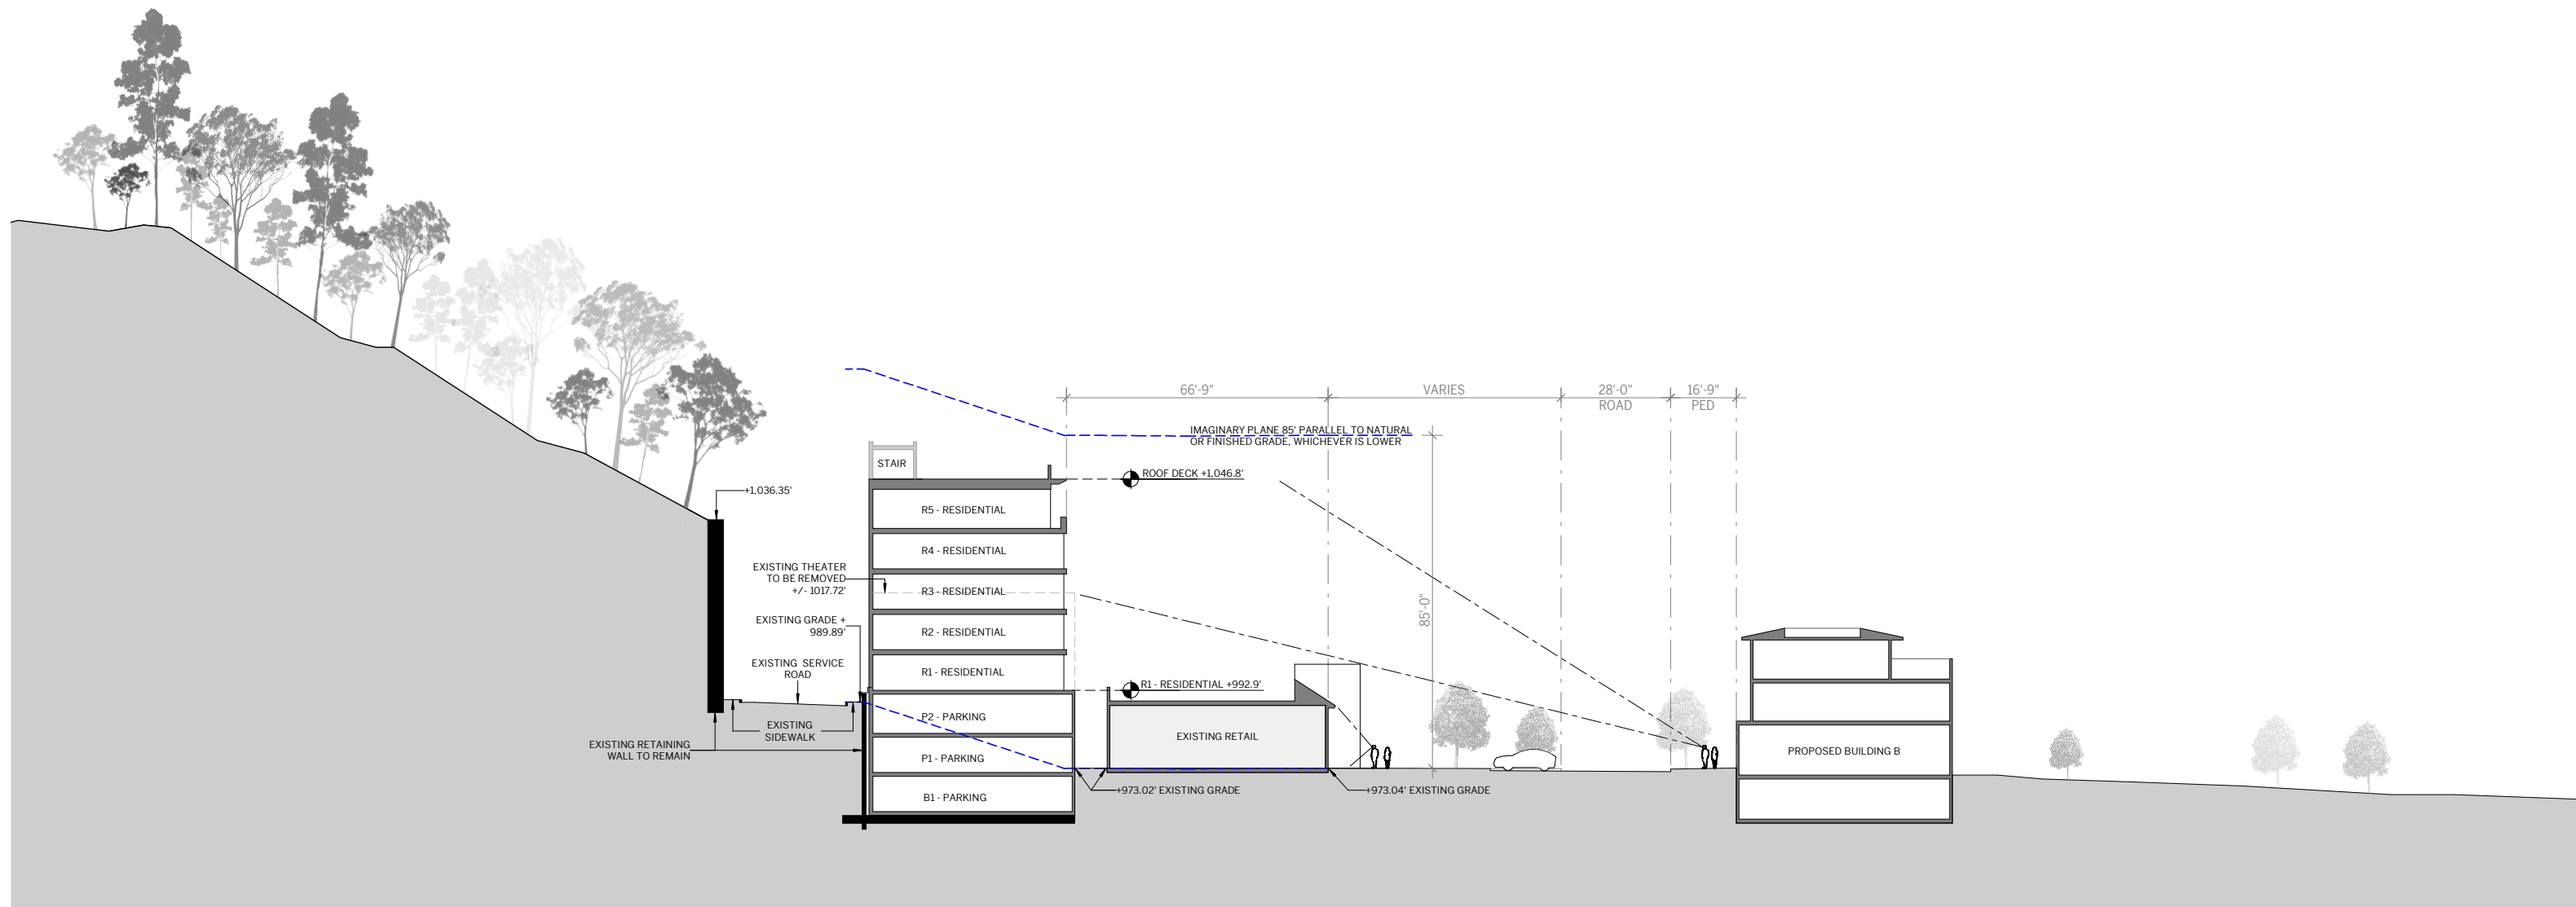 66'-9"
VARIES
28'-0"
ROAD
16'-9"
PED
IMAGINARY PLANE 85' PARALLEL TO NATURAL
OR FINISHED GRADE, WHICHEVER IS LOWER
STAIR
ROOF DECK +1,046.8'
+1,036.35'
R5 - RESIDENTIAL
R4 - RESIDENTIAL
EXISTING THEATER
TO BE REMOVED
+/- 1017.72'
R3 - RESIDENTIAL
85'-0"
EXISTING GRADE +
989.89'
R2 - RESIDENTIAL
EXISTING SERVICE
ROAD
R1 - RESIDENTIAL
R1 - RESIDENTIAL +992.9'
P2 - PARKING
EXISTING
SIDEWALK
EXISTING RETAIL
EXISTING RETAINING
WALL TO REMAIN
P1 - PARKING
PROPOSED BUILDING B
B1 - PARKING
+973.02' EXISTING GRADE
+973.04' EXISTING GRADE